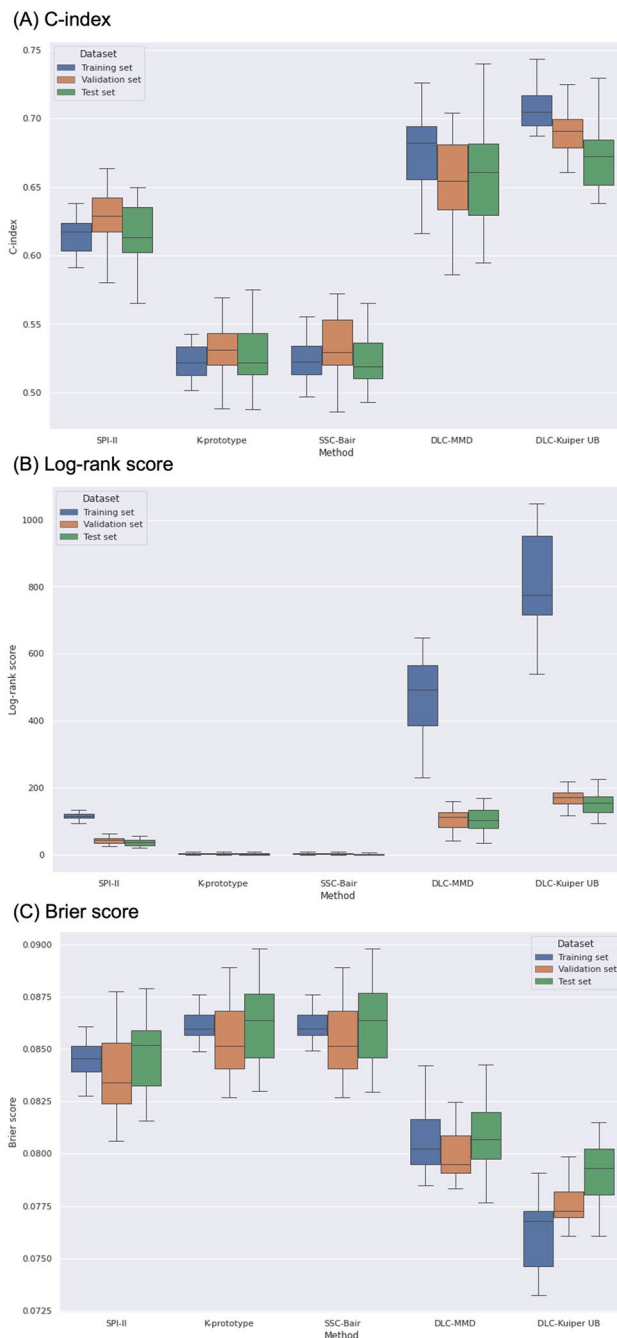 (A) C-index
Dataset
Training set
Validation set
Test set
0.75
0.70
0.65
0.60
0.55
0.50
C-index
SPI-II K-prototype SSC-Bair DLC-MMD DLC-Kuiper UB
Method
(B) Log-rank score
Dataset
Training set
Validation set
Test set
1000
800
600
400
200
0
Log-rank score
SPI-II K-prototype SSC-Bair DLC-MMD DLC-Kuiper UB
Method
(C) Brier score
Dataset
Training set
Validation set
Test set
0.0900
0.0875
0.0850
0.0825
0.0800
0.0775
0.0750
0.0725
Brier score
SPI-II K-prototype SSC-Bair DLC-MMD DLC-Kuiper UB
Method